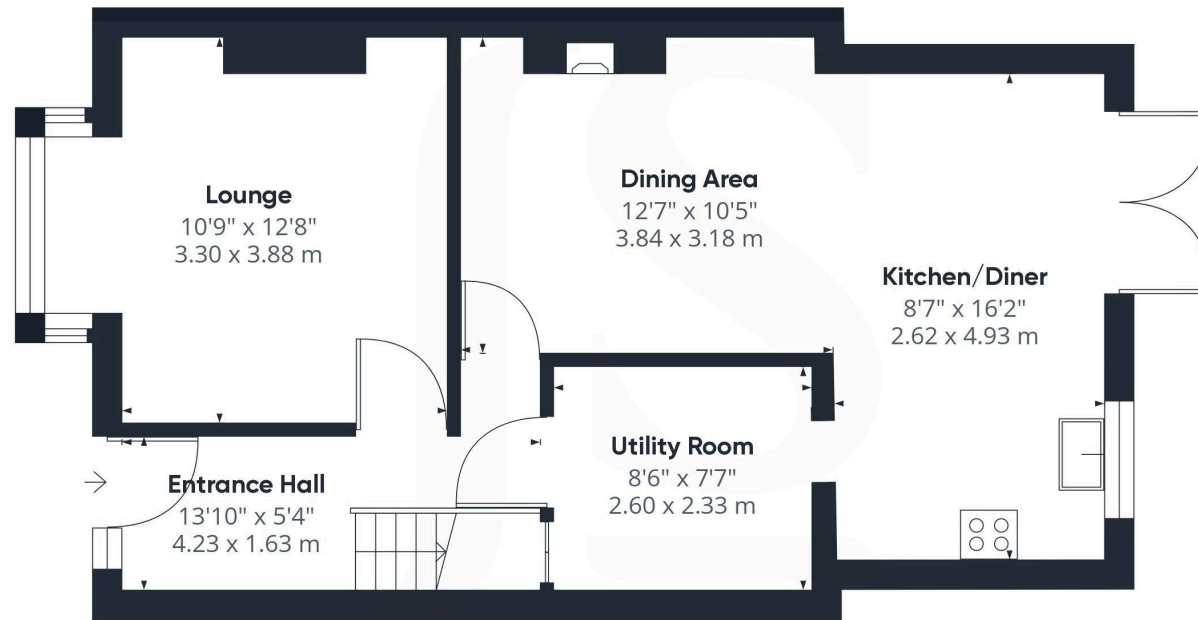 Lounge
10'9" x 12'8"
3.30 x 3.88 m
Dining Area
12'7" x 10'5"
3.84 x 3.18 m
Kitchen/Diner
8'7" x 16'2"
2.62 x 4.93 m
Entrance Hall
13'10" x 5'4"
4.23 x 1.63 m
Utility Room
8'6" x 7'7"
2.60 x 2.33 m